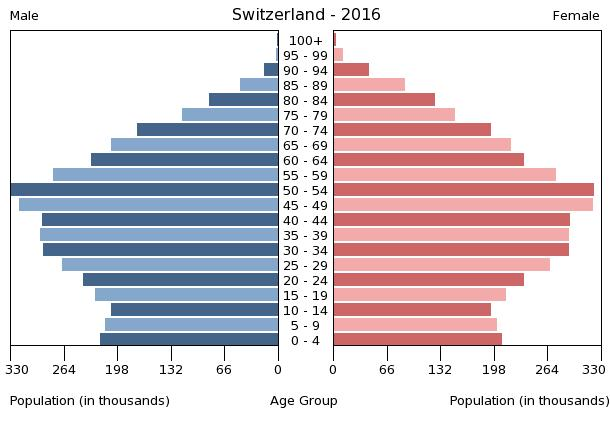 Switzerland - 2016
Male
Female
100+
95 - 99
90 - 94
85 - 89
80 - 84
75 - 79
70 - 74
65 - 69
60 - 64
55 - 59
50 - 54
45 - 49
40 - 44
35 - 39
30 - 34
25 - 29
20 - 24
15 - 19
10 - 14
5 - 9
0 - 4
330 264 198 132 66 0 0 66 132 198 264 330
Population (in thousands) Age Group Population (in thousands)